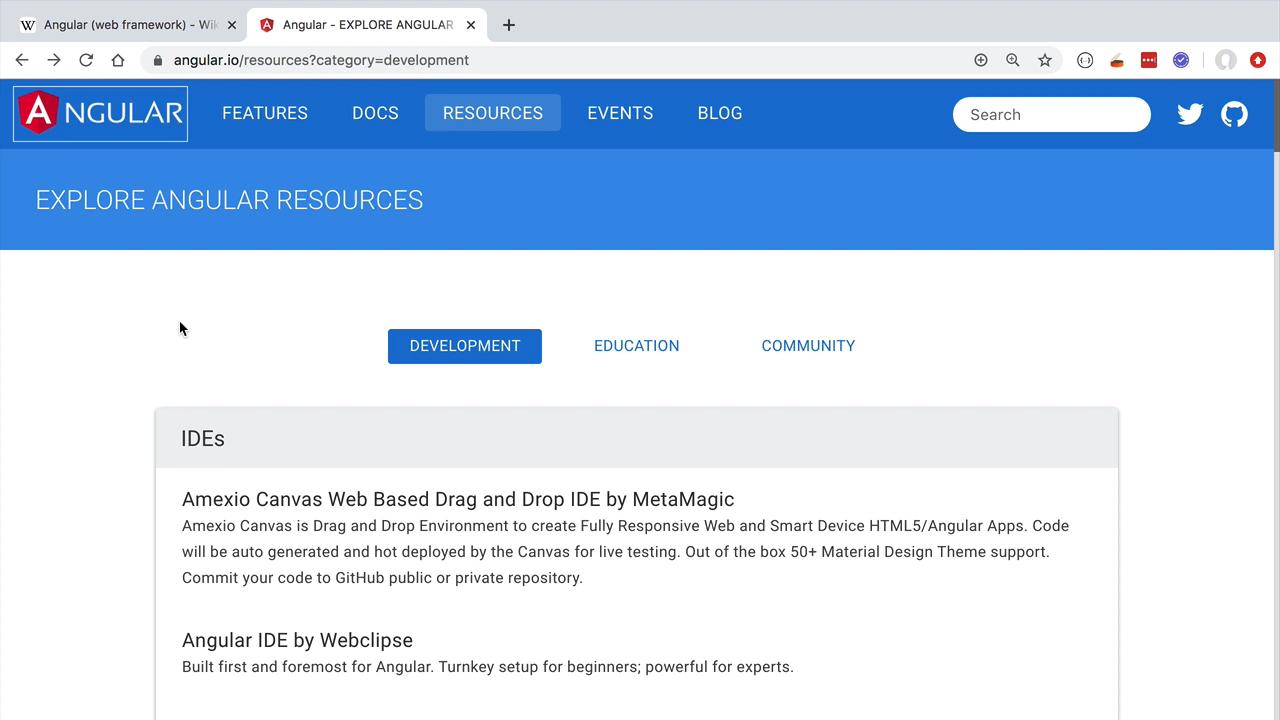 Angular (web framework) - Wik
Angular - EXPLORE ANGULAR
angular.io/resources?category=development
ANGULAR FEATURES DOCS RESOURCES EVENTS BLOG Search
EXPLORE ANGULAR RESOURCES
DEVELOPMENT EDUCATION COMMUNITY
IDEs
Amexio Canvas Web Based Drag and Drop IDE by MetaMagic
Amexio Canvas is Drag and Drop Environment to create Fully Responsive Web and Smart Device HTML5/Angular Apps. Code
will be auto generated and hot deployed by the Canvas for live testing. Out of the box 50+ Material Design Theme support.
Commit your code to GitHub public or private repository.
Angular IDE by Webclipse
Built first and foremost for Angular. Turnkey setup for beginners; powerful for experts.